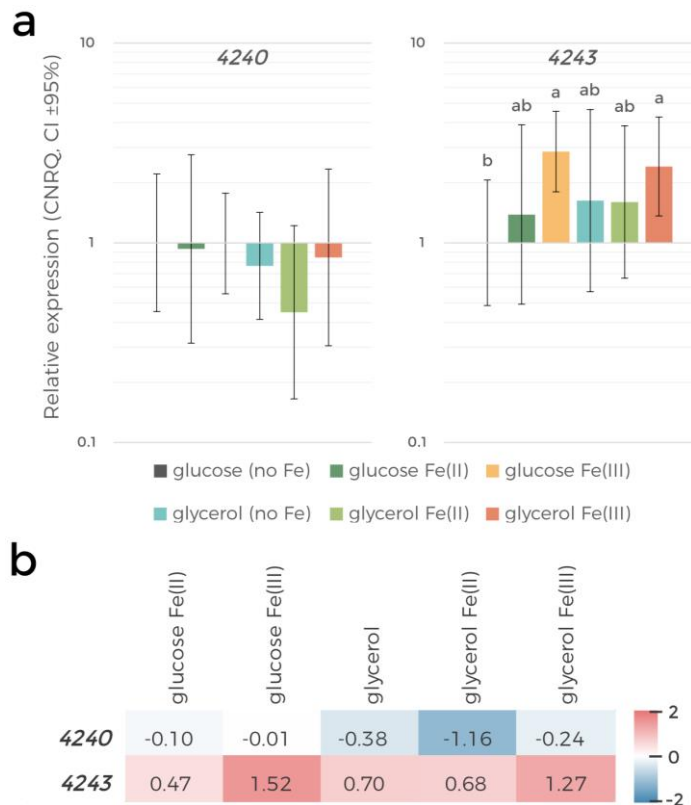 a
Relative expression (CNRQ, CI ±95%)
10
1
0.1
4240
10
1
0.1
4243
b
ab
a
ab
ab
a
glucose (no Fe)
glucose Fe(II)
glucose Fe(III)
glycerol (no Fe)
glycerol Fe(II)
glycerol Fe(III)
b
glucose Fe(II)
glucose Fe(III)
glycerol
glycerol Fe(II)
glycerol Fe(III)
4240 -0.10 -0.01 -0.38 -1.16 -0.24
4243 0.47 1.52 0.70 0.68 1.27
2
0
-2